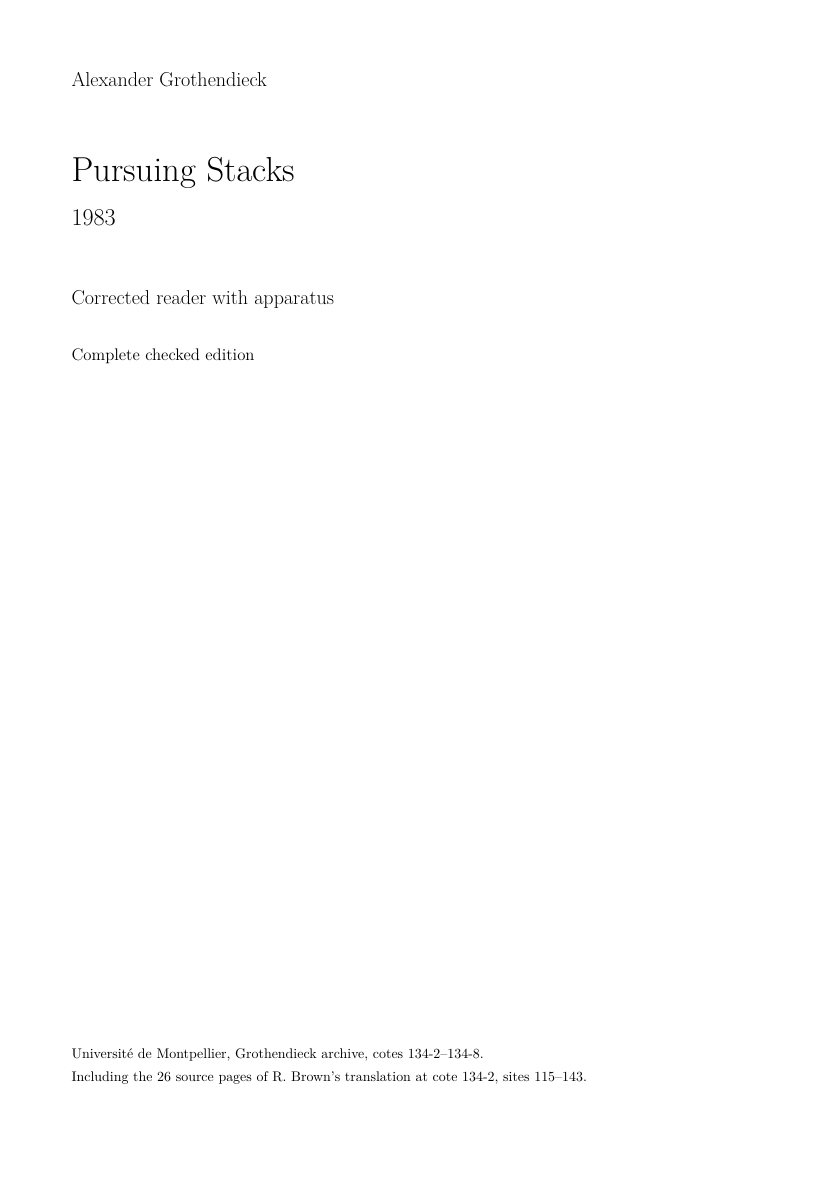 Alexander Grothendieck
Pursuing Stacks
1983
Corrected reader with apparatus
Complete checked edition
Université de Montpellier, Grothendieck archive, cotes 134-2–134-8.
Including the 26 source pages of R. Brown's translation at cote 134-2, sites 115–143.